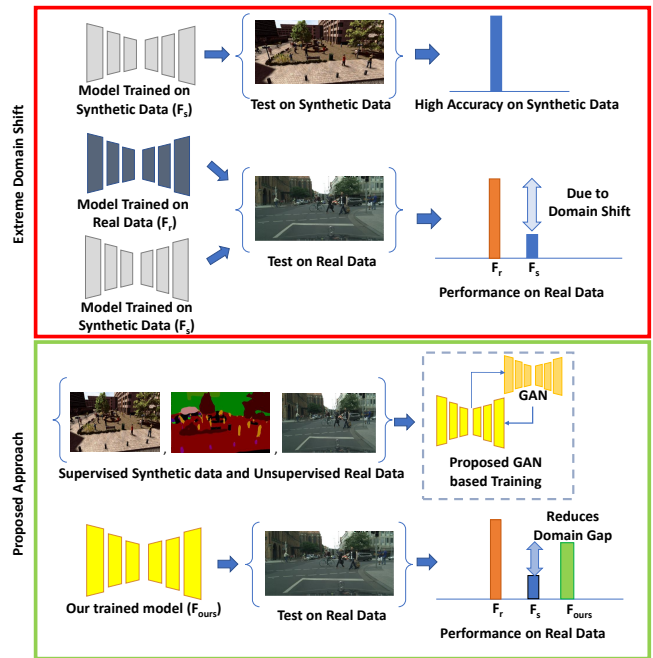 Extreme Domain Shift
Model Trained on
Synthetic Data (Fs)
Test on Synthetic Data
High Accuracy on Synthetic Data
Model Trained on
Real Data (Fr)
Model Trained on
Synthetic Data (Fs)
Test on Real Data
Due to
Domain Shift
Fr
Fs
Performance on Real Data
Proposed Approach
,
,
Supervised Synthetic data and Unsupervised Real Data
GAN
Proposed GAN
based Training
Our trained model (Fours)
Test on Real Data
Reduces
Domain Gap
Fr
Fs
Fours
Performance on Real Data